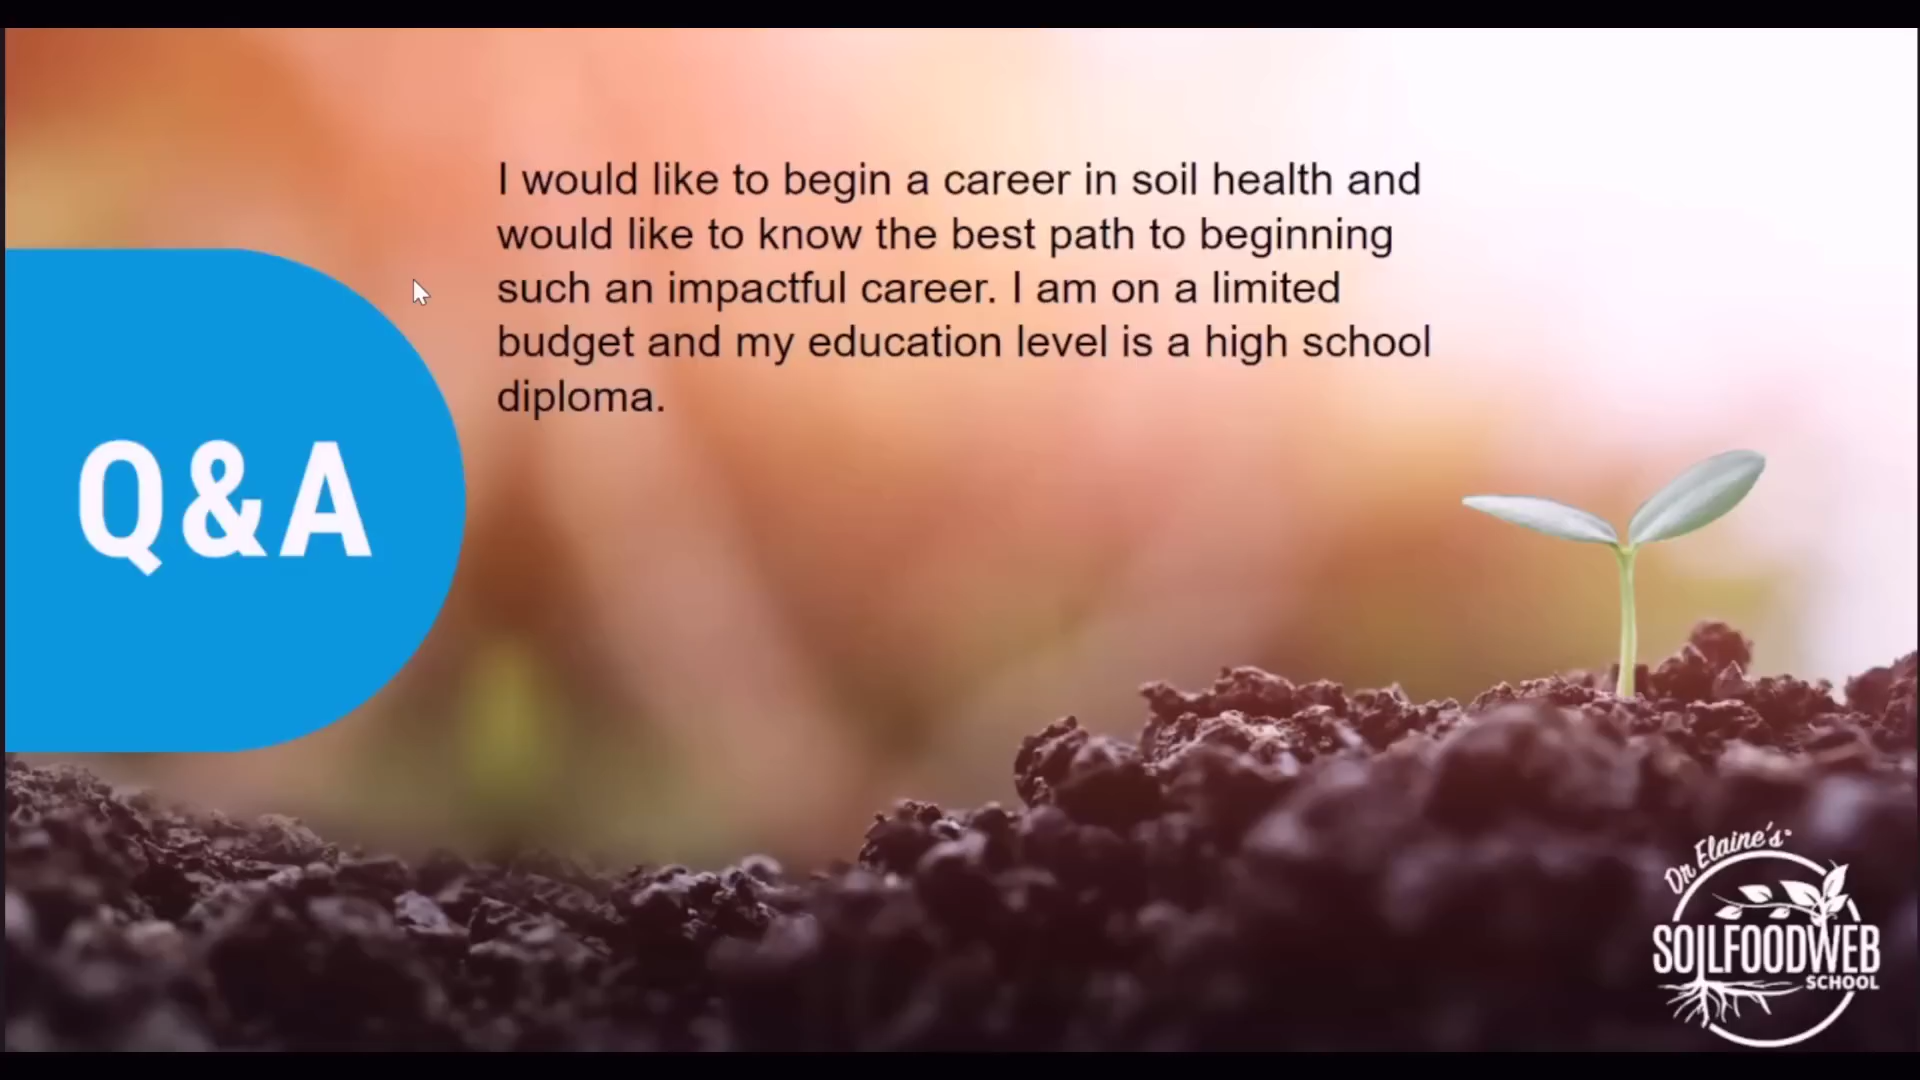 I would like to begin a career in soil health and
would like to know the best path to beginning
such an impactful career. I am on a limited
budget and my education level is a high school
diploma.
Q&A
Dr Elaine's
SOILFOODWEB
SCHOOL